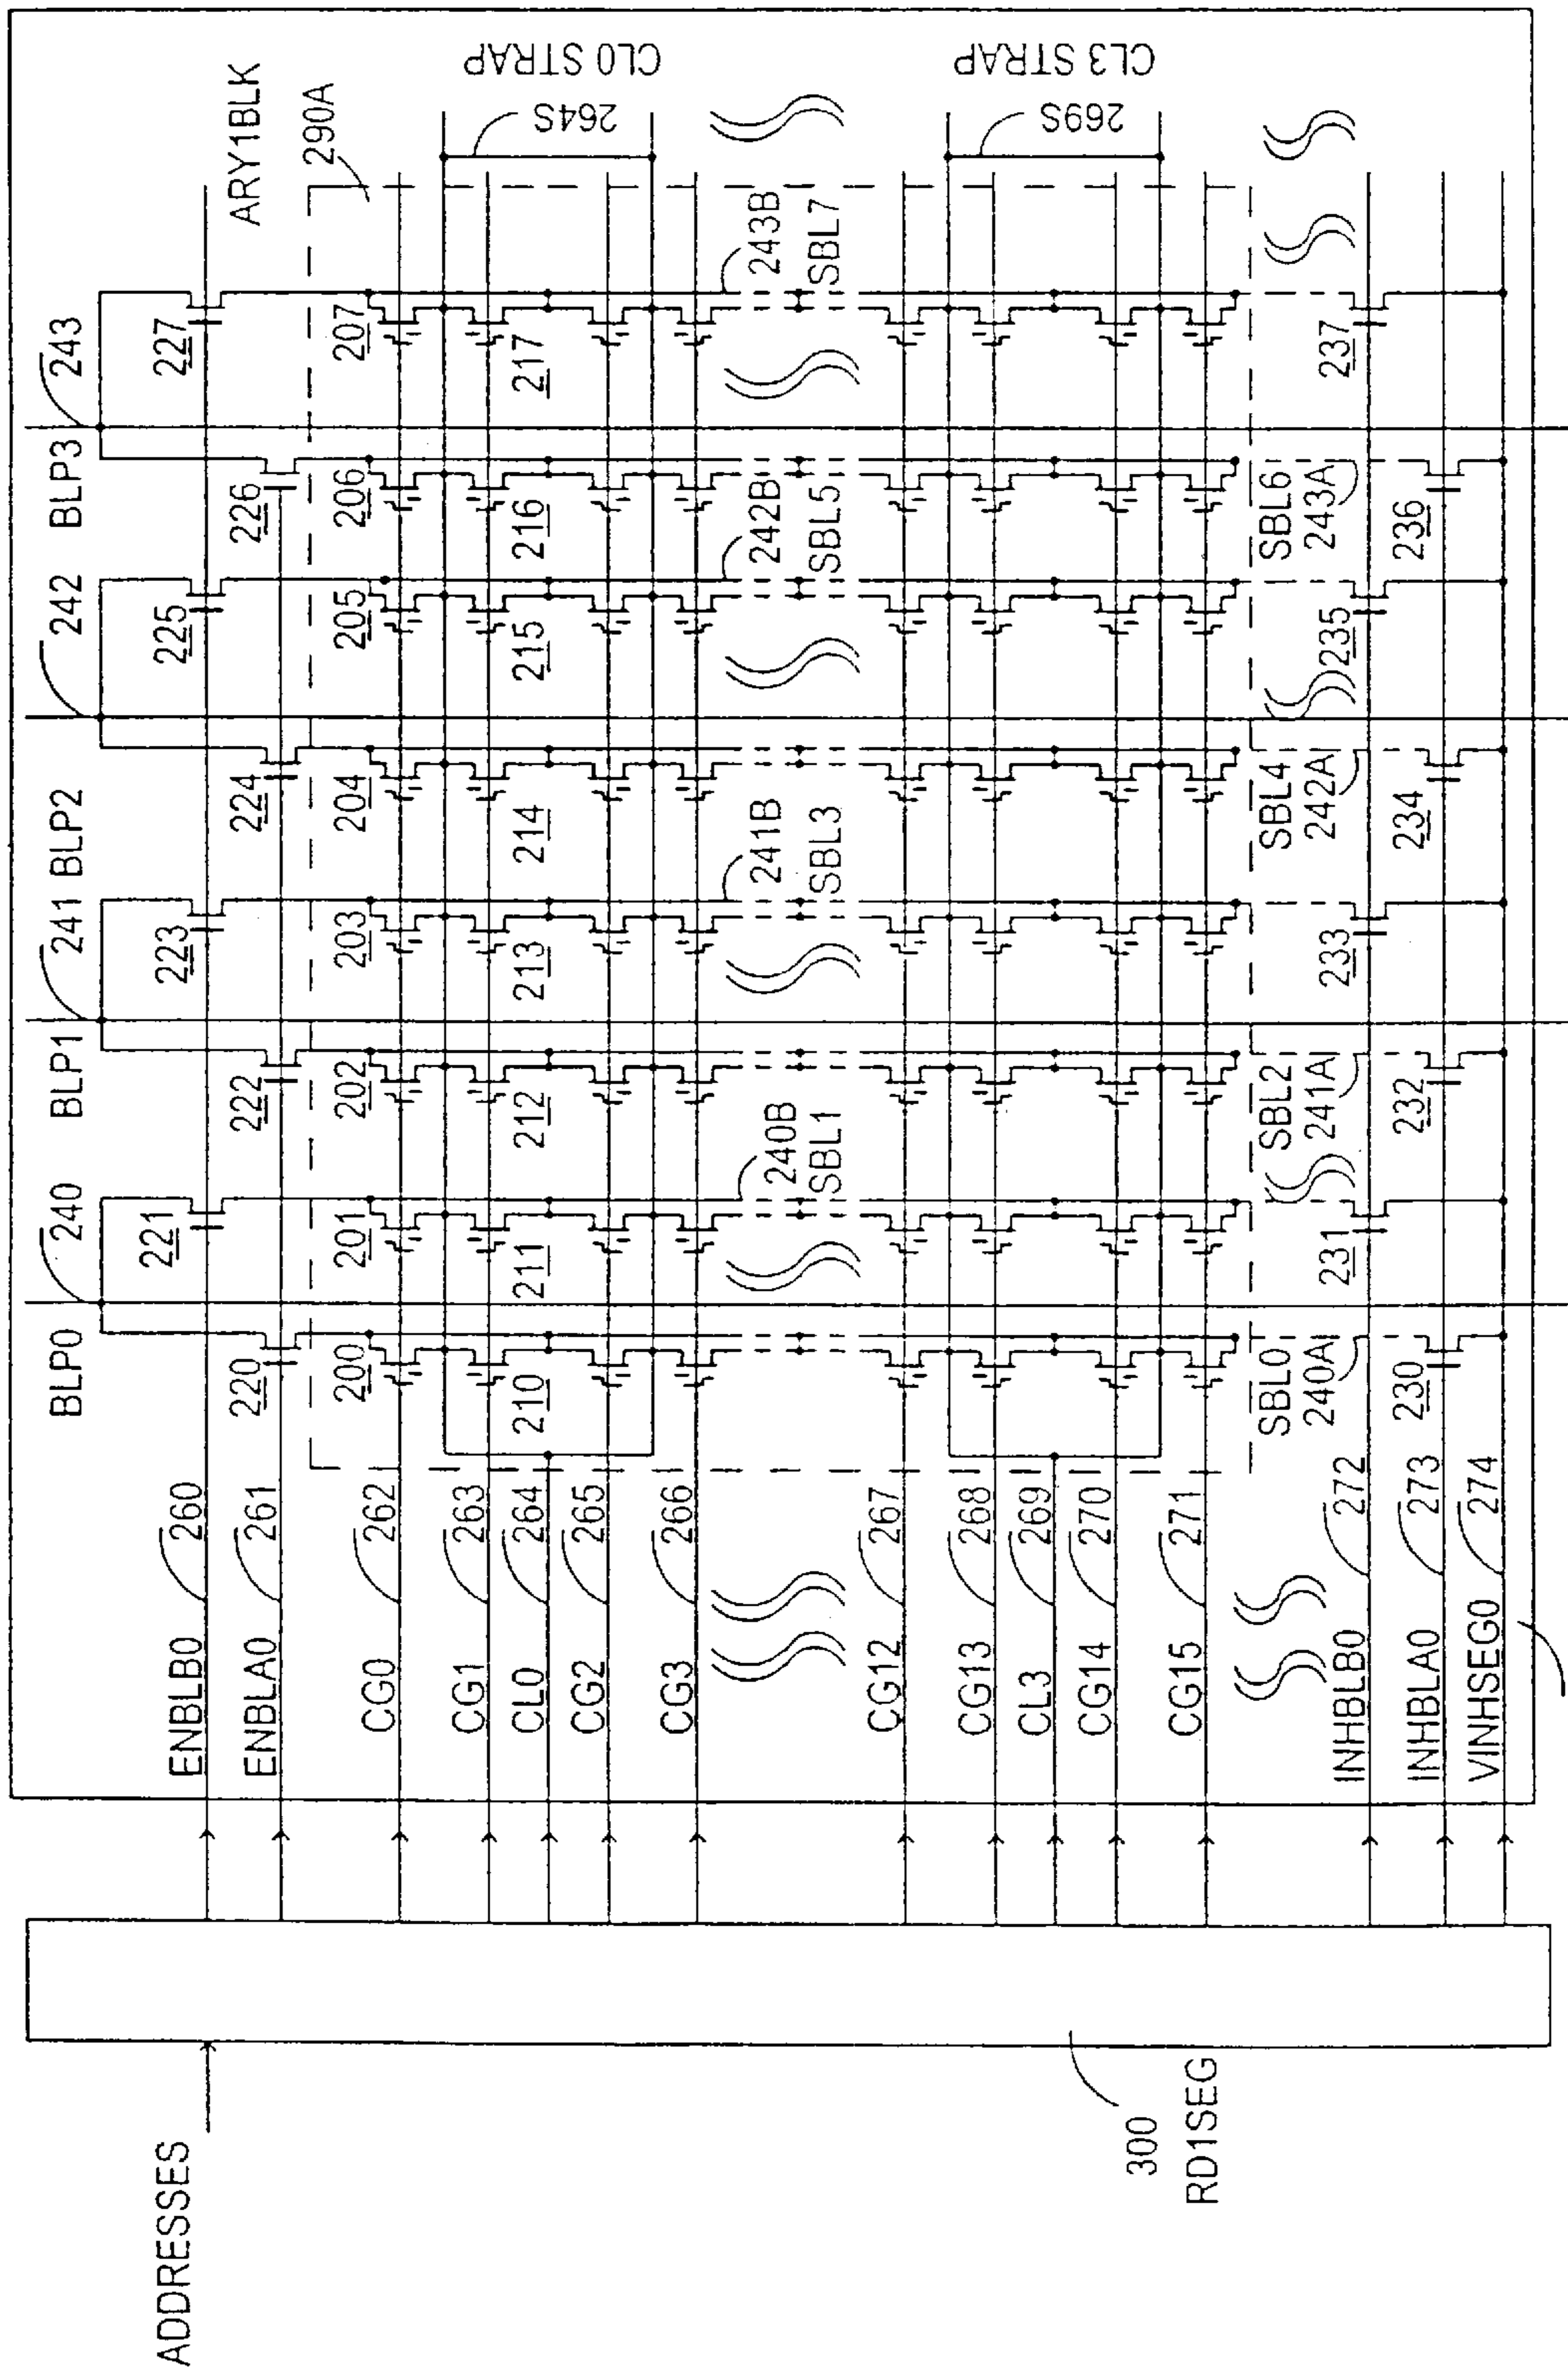 ADDRESSES
300
RD1SEG
ENBLB0 260
ENBLA0 261
CG0 262
CG1 263
CL0 264
CG2 265
CG3 266
CG12 267
CG13 268
CL3 269
CG14 270
CG15 271
INHBLB0 272
INHBLA0 273
VINHSEG0 274
BLP0 240
BLP1 241
BLP2 242
BLP3 243
221 223 225 227
220 222 224 226
ARY1BLK
290A
200 201 202 203 204 205 206 207
210 211 212 213 214 215 216 217
CL0 STRAP
264S
240B 241B 242B 243B
SBL1 SBL3 SBL5 SBL7
CL3 STRAP
269S
SBL0 SBL2 SBL4 SBL6
240A 241A 242A 243A
231 233 235 237
230 232 234 236